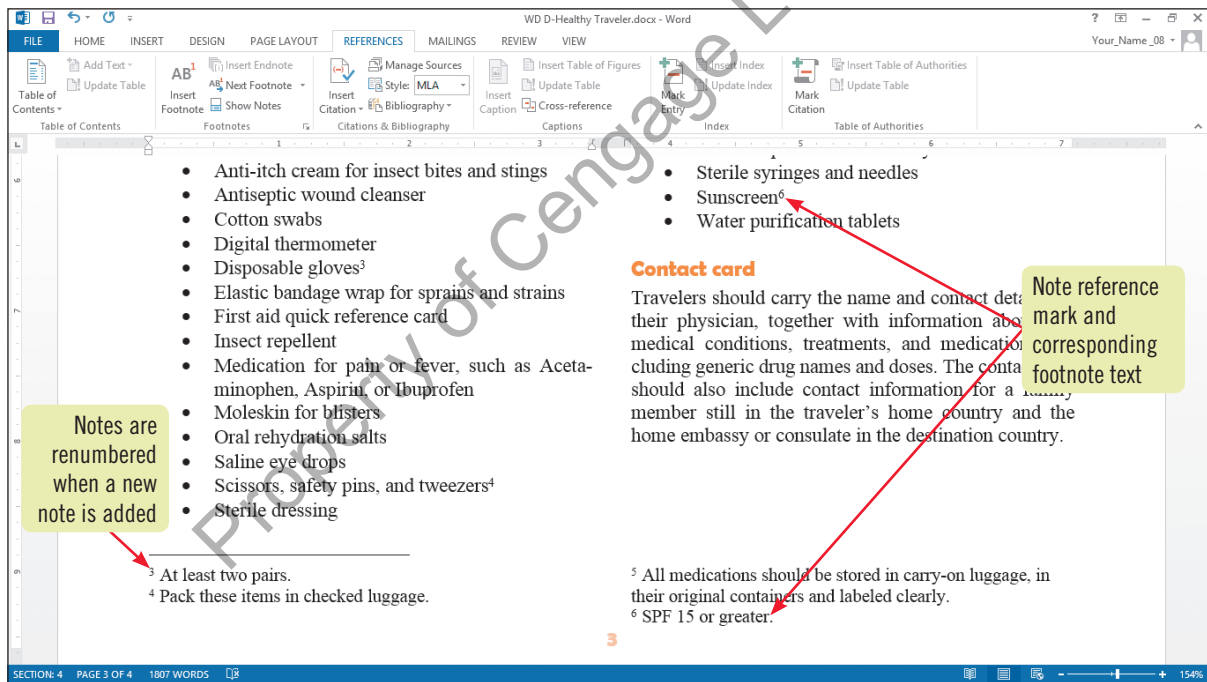 WD D-Healthy Traveler.docx - Word
FILE HOME INSERT DESIGN PAGE LAYOUT REFERENCES MAILINGS REVIEW VIEW Your_Name_08
Table of Contents
Add Text
Update Table
Table of Contents
AB1 Insert Footnote
Insert Endnote
Next Footnote
Show Notes
Footnotes
Insert Citation
Manage Sources
Style: MLA
Bibliography
Citations & Bibliography
Insert Caption
Insert Table of Figures
Update Table
Cross-reference
Captions
Mark Entry
Insert Index
Update Index
Index
Mark Citation
Insert Table of Authorities
Update Table
Table of Authorities
1 2 3 4 5 6 7
• Anti-itch cream for insect bites and stings
• Antiseptic wound cleanser
• Cotton swabs
• Digital thermometer
• Disposable gloves³
• Elastic bandage wrap for sprains and strains
• First aid quick reference card
• Insect repellent
• Medication for pain or fever, such as Aceta-
minophen, Aspirin, or Ibuprofen
• Moleskin for blisters
• Oral rehydration salts
• Saline eye drops
• Scissors, safety pins, and tweezers⁴
• Sterile dressing
³ At least two pairs.
⁴ Pack these items in checked luggage.
• Sterile syringes and needles
• Sunscreen⁶
• Water purification tablets
Contact card
Travelers should carry the name and contact
their physician, together with information
medical conditions, treatments, and
cluding generic drug names and doses. The
should also include contact information for a family
member still in the traveler's home country and the
home embassy or consulate in the destination country.
⁵ All medications should be stored in carry-on luggage, in
their original containers and labeled clearly.
⁶ SPF 15 or greater.
3
Notes are
renumbered
when a new
note is added
Note reference
mark and
corresponding
footnote text
Property of Cengage
SECTION: 4 PAGE 3 OF 4 1807 WORDS 154%